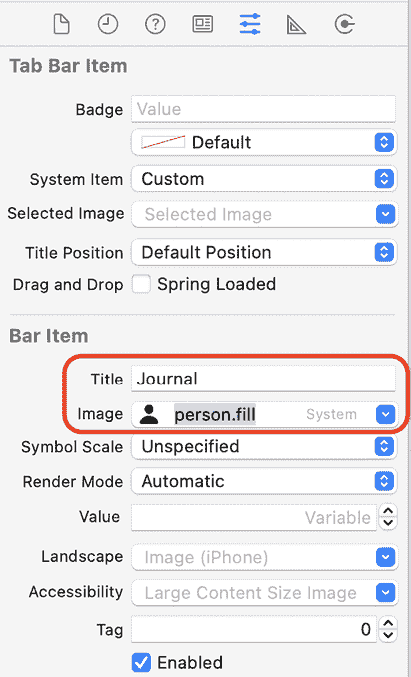 Tab Bar Item
Badge Value
Default
System Item Custom
Selected Image Selected Image
Title Position Default Position
Drag and Drop Spring Loaded
Bar Item
Title Journal
Image person.fill System
Symbol Scale Unspecified
Render Mode Automatic
Value Variable
Landscape Image (iPhone)
Accessibility Large Content Size Image
Tag 0
Enabled